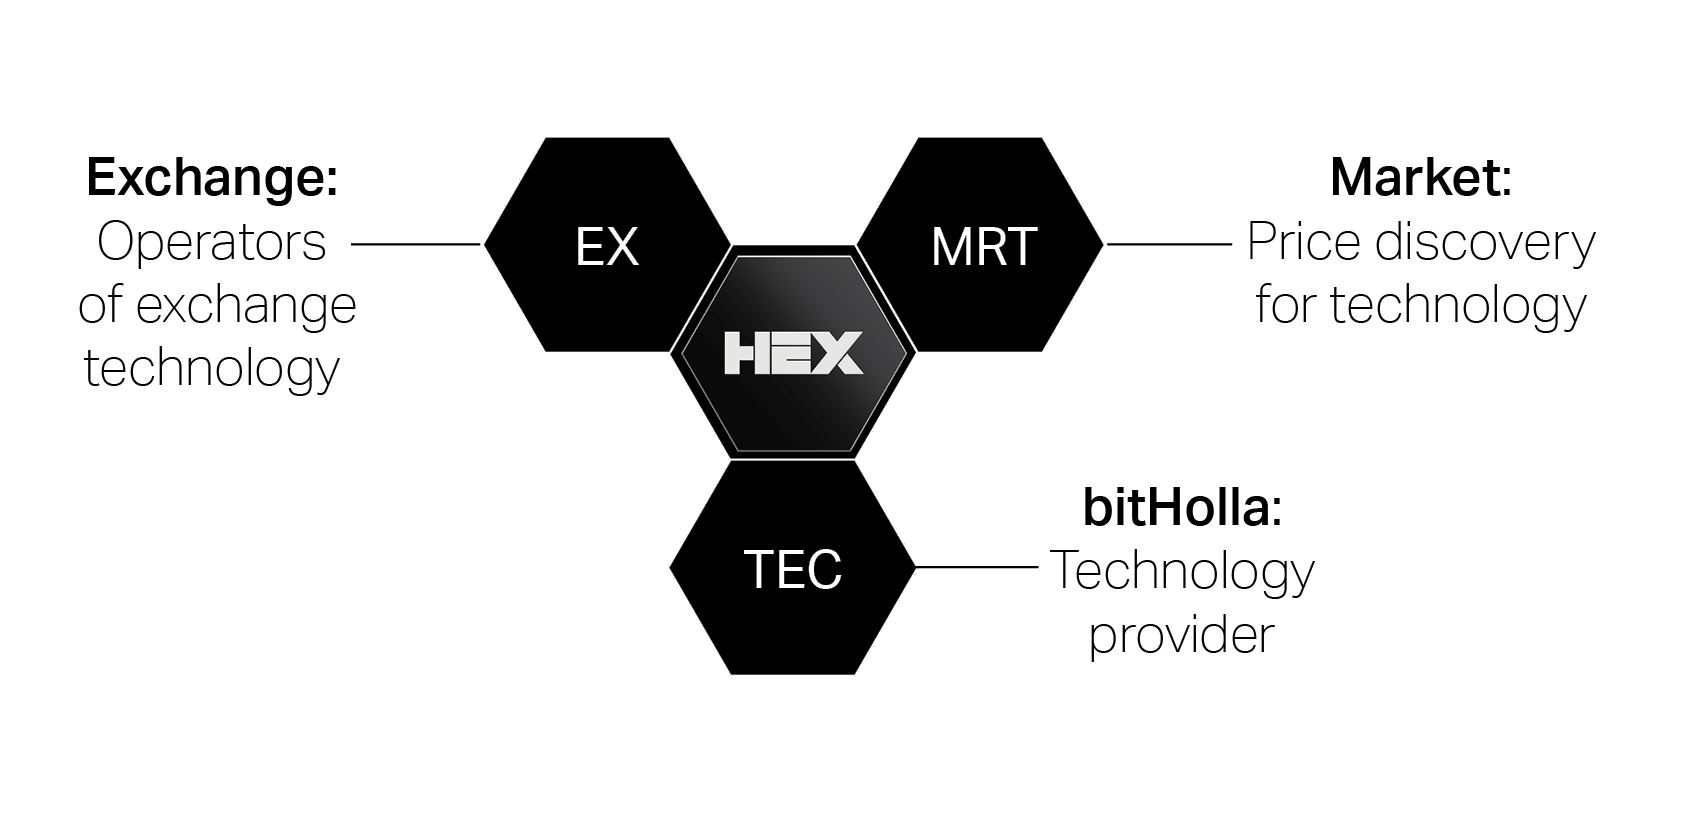 Exchange:
Operators
of exchange
technology
EX
HEX
MRT
Market:
Price discovery
for technology
TEC
bitHolla:
Technology
provider